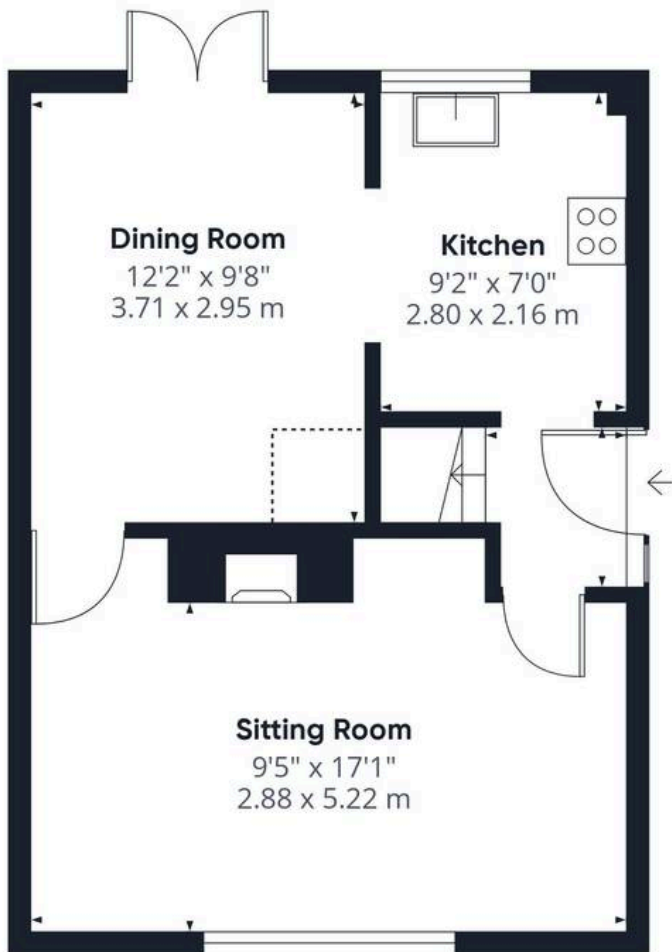 Dining Room
12'2" x 9'8"
3.71 x 2.95 m
Kitchen
9'2" x 7'0"
2.80 x 2.16 m
Sitting Room
9'5" x 17'1"
2.88 x 5.22 m